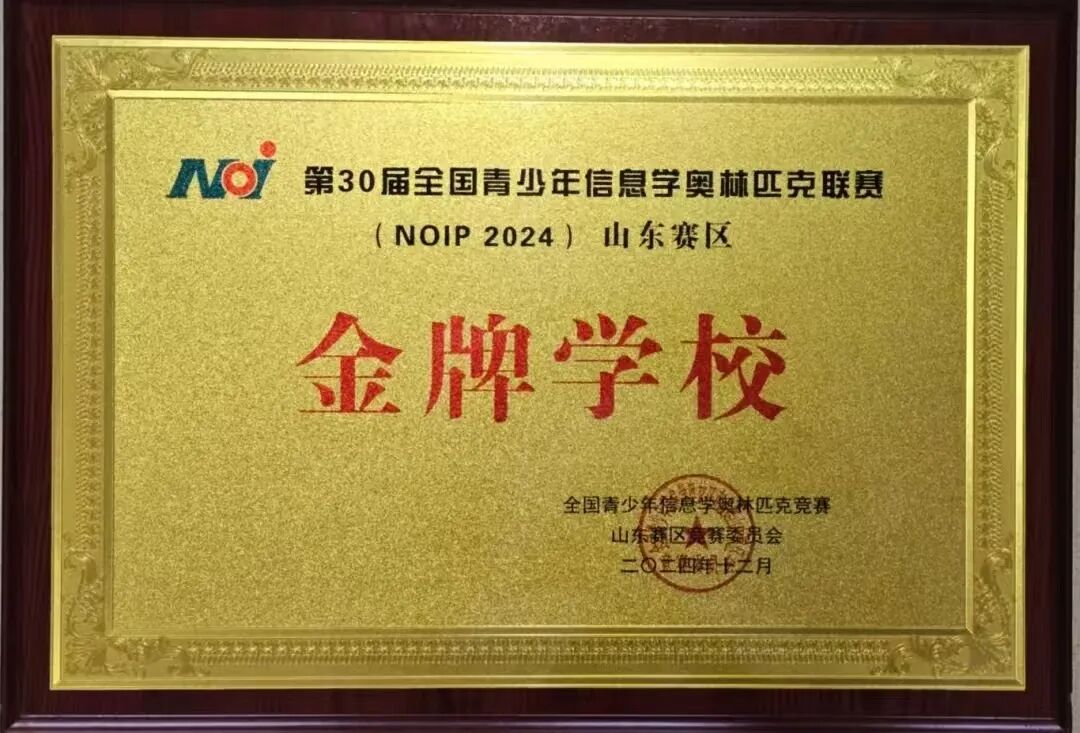 NOI 第30届全国青少年信息学奥林匹克联赛
（NOIP 2024） 山东赛区
金牌学校
全国青少年信息学奥林匹克竞赛
山东赛区竞赛委员会
二〇二四年十二月